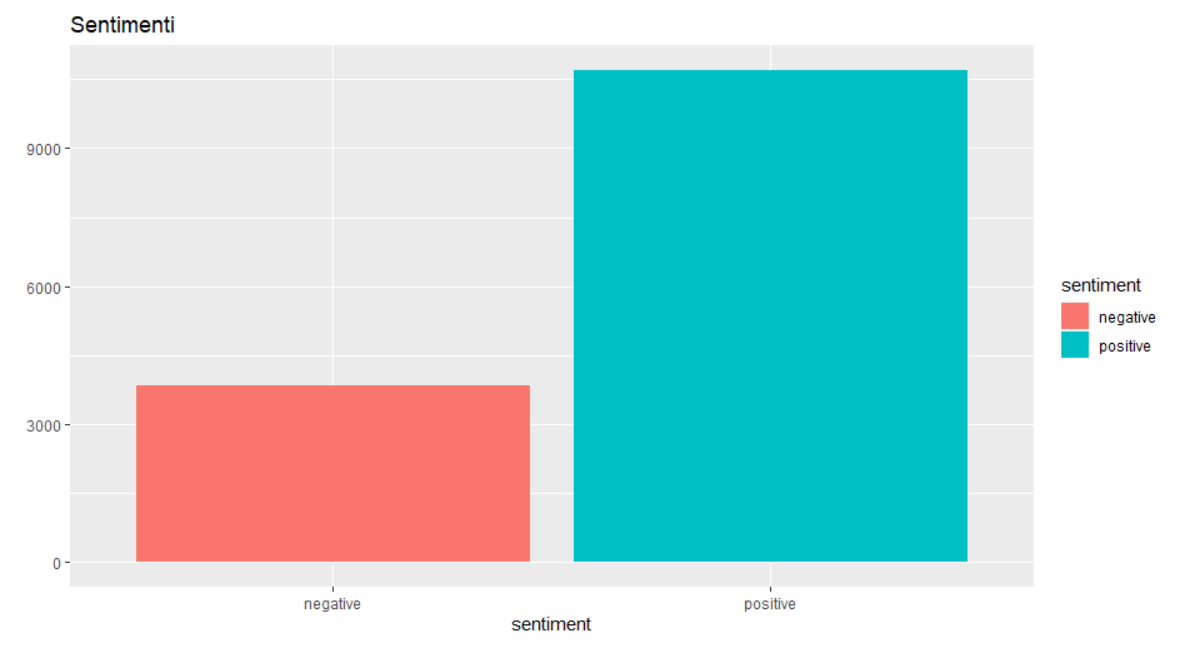 Sentimenti
9000
6000
3000
0
negative
positive
sentiment
sentiment
negative
positive